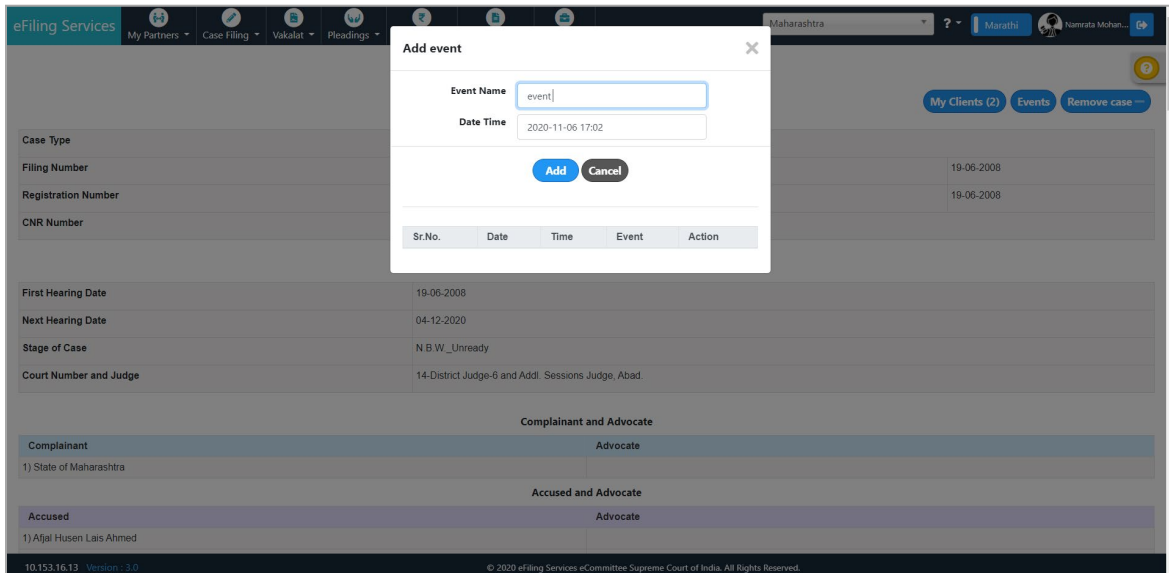 eFiling Services
My Partners Case Filing Vakalat Pleadings
Maharashtra ? Marathi Namrata Mohan...
Add event
Event Name event
Date Time 2020-11-06 17:02
Add Cancel
Sr.No. Date Time Event Action
My Clients (2) Events Remove case
Case Type
Filing Number 19-06-2008
Registration Number 19-06-2008
CNR Number
First Hearing Date 19-06-2008
Next Hearing Date 04-12-2020
Stage of Case N.B.W._Unready
Court Number and Judge 14-District Judge-6 and Addl. Sessions Judge, Abad.
Complainant and Advocate
Complainant Advocate
1) State of Maharashtra
Accused and Advocate
Accused Advocate
1) Afjal Husen Lais Ahmed
10.153.16.13 Version : 3.0 © 2020 eFiling Services eCommittee Supreme Court of India. All Rights Reserved.